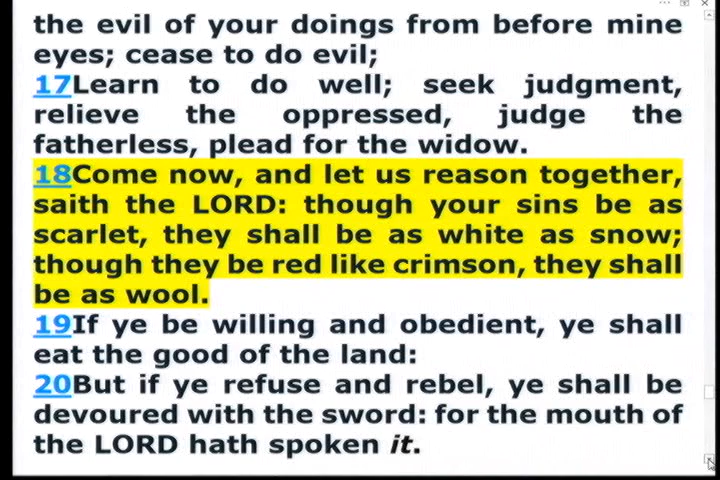 the evil of your doings from before mine
eyes; cease to do evil;
17Learn to do well; seek judgment,
relieve the oppressed, judge the
fatherless, plead for the widow.
18Come now, and let us reason together,
saith the LORD: though your sins be as
scarlet, they shall be as white as snow;
though they be red like crimson, they shall
be as wool.
19If ye be willing and obedient, ye shall
eat the good of the land:
20But if ye refuse and rebel, ye shall be
devoured with the sword: for the mouth of
the LORD hath spoken it.